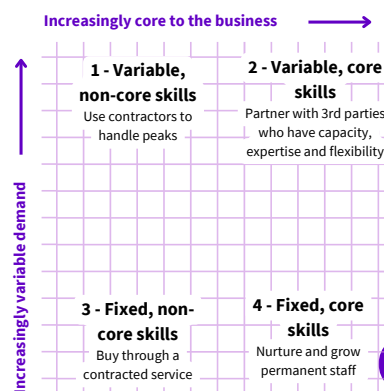 Increasingly core to the business
Increasingly variable demand
1 - Variable,
non-core skills
Use contractors to
handle peaks
2 - Variable, core
skills
Partner with 3rd parties
who have capacity,
expertise and flexibility
3 - Fixed, non-
core skills
Buy through a
contracted service
4 - Fixed, core
skills
Nurture and grow
permanent staff